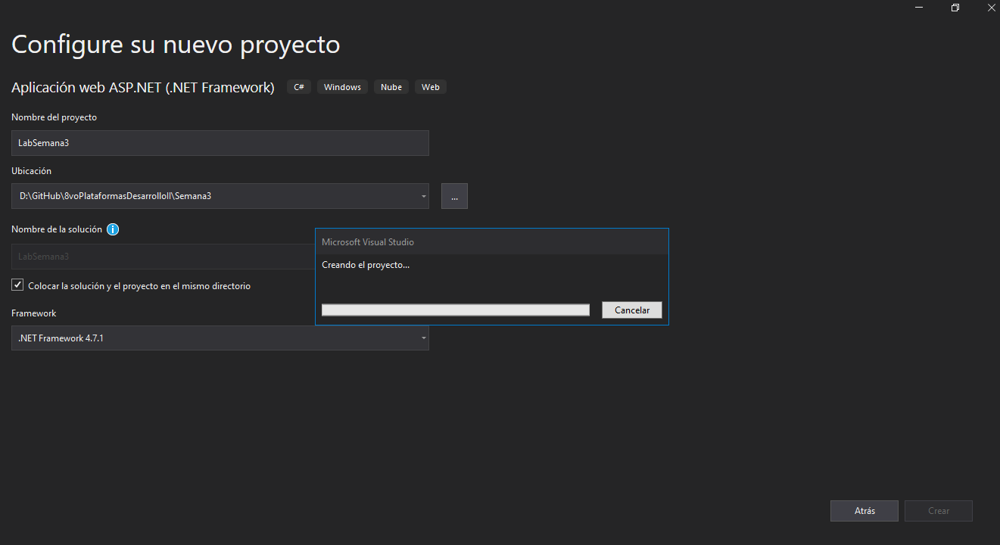 Configure su nuevo proyecto
Aplicación web ASP.NET (.NET Framework) C# Windows Nube Web
Nombre del proyecto
LabSemana3
Ubicación
D:\GitHub\8voPlataformasDesarrolloII\Semana3
...
Nombre de la solución i
LabSemana3
Colocar la solución y el proyecto en el mismo directorio
Framework
.NET Framework 4.7.1
Microsoft Visual Studio
Creando el proyecto...
Cancelar
Atrás Crear